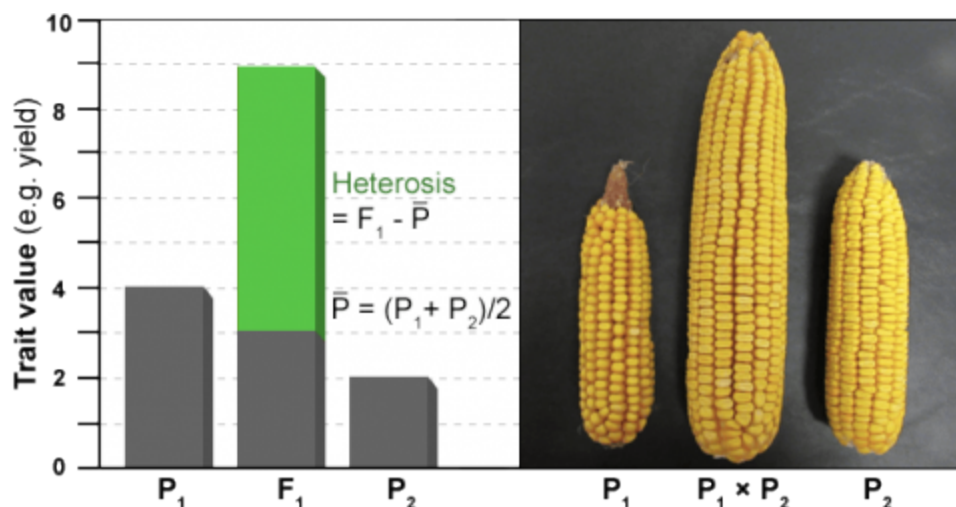 Trait value (e.g. yield)
10
8
6
4
2
0
Heterosis
= F₁ - P̅
P̅ = (P₁+ P₂)/2
P₁
F₁
P₂
P₁
P₁ × P₂
P₂